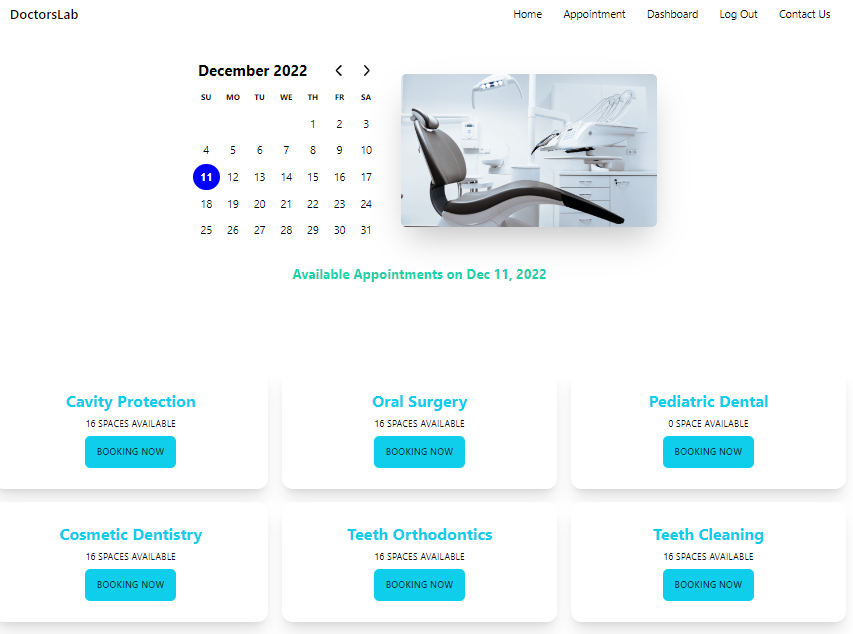 DoctorsLab Home Appointment Dashboard Log Out Contact Us
December 2022
SU MO TU WE TH FR SA
1 2 3
4 5 6 7 8 9 10
11 12 13 14 15 16 17
18 19 20 21 22 23 24
25 26 27 28 29 30 31
Available Appointments on Dec 11, 2022
Cavity Protection
16 SPACES AVAILABLE
BOOKING NOW
Oral Surgery
16 SPACES AVAILABLE
BOOKING NOW
Pediatric Dental
0 SPACE AVAILABLE
BOOKING NOW
Cosmetic Dentistry
16 SPACES AVAILABLE
BOOKING NOW
Teeth Orthodontics
16 SPACES AVAILABLE
BOOKING NOW
Teeth Cleaning
16 SPACES AVAILABLE
BOOKING NOW